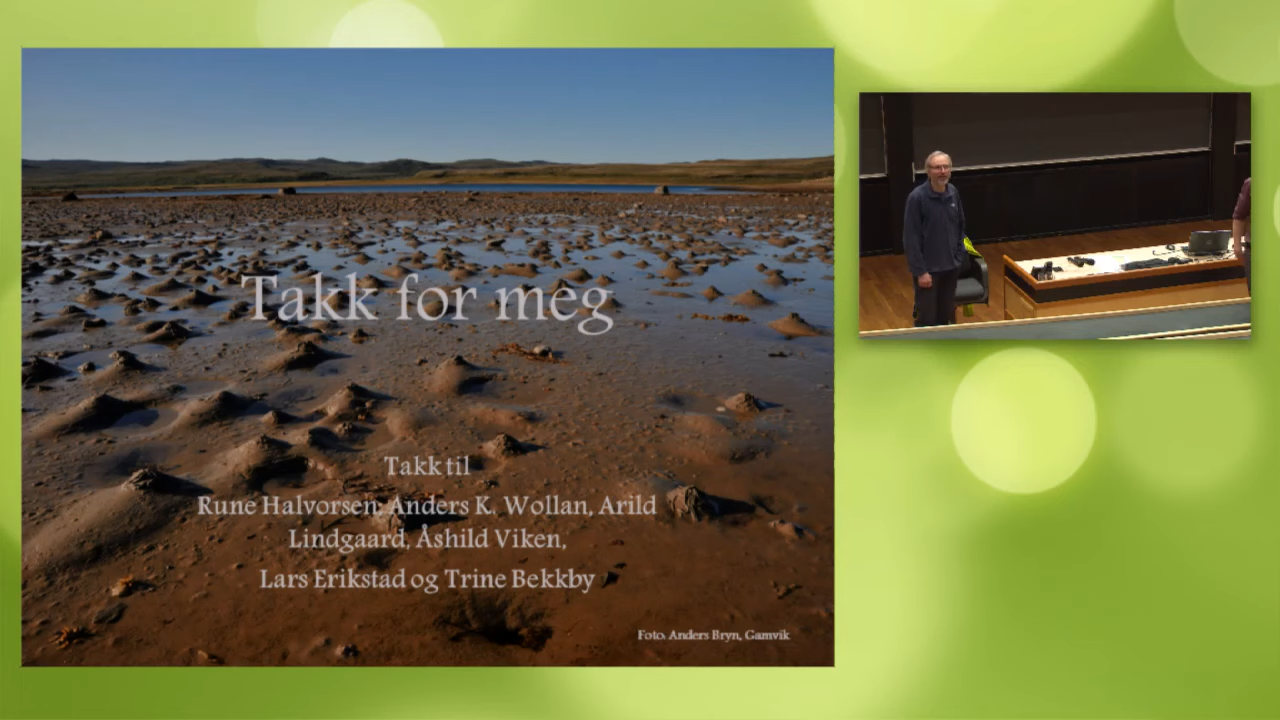 Takk for meg
Takk til
Rune Halvorsen, Anders K. Wollan, Arild
Lindgaard, Åshild Viken,
Lars Erikstad og Trine Bekkby
Foto: Anders Bryn, Gamvik